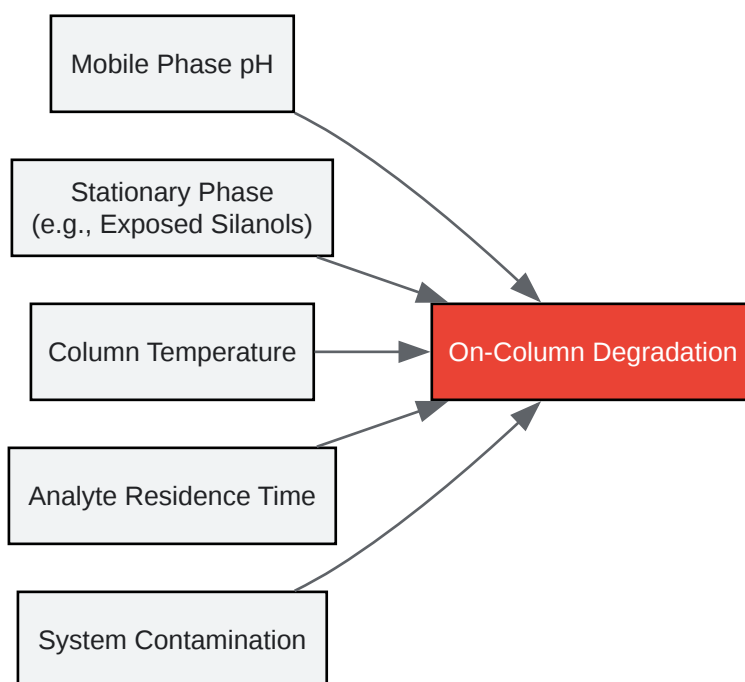 Mobile Phase pH
Stationary Phase
(e.g., Exposed Silanols)
Column Temperature
On-Column Degradation
Analyte Residence Time
System Contamination